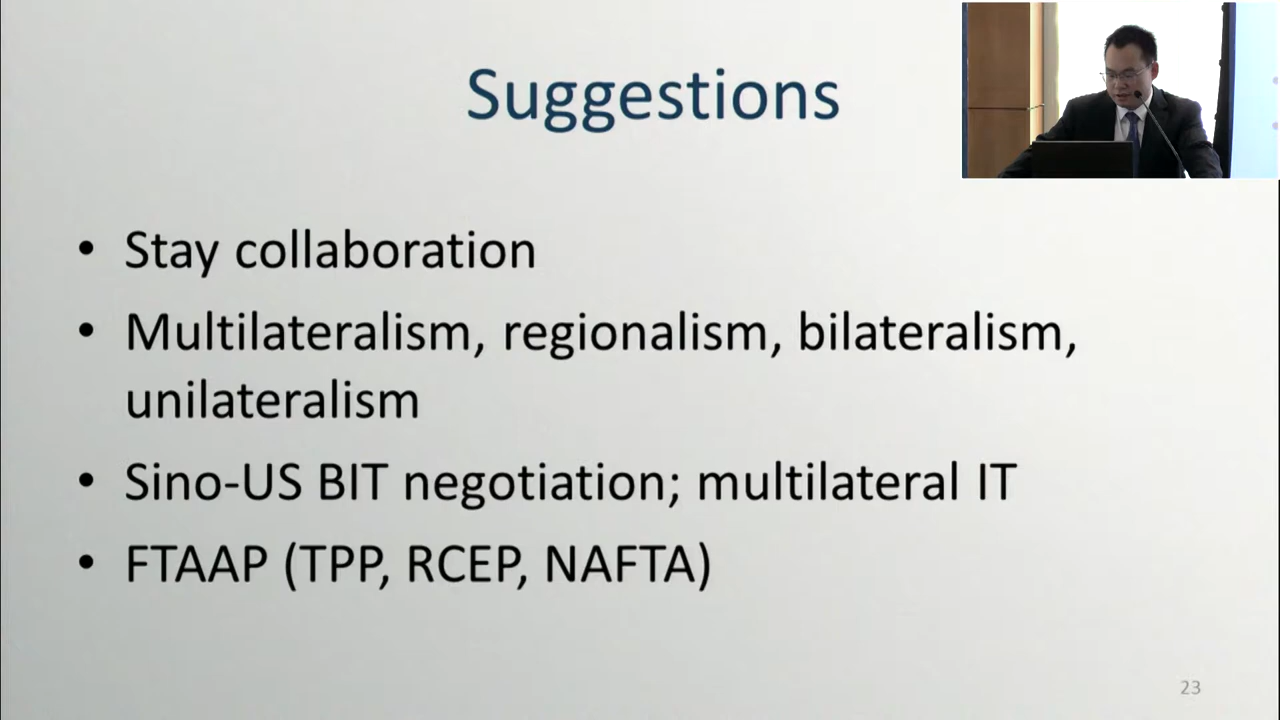 Suggestions
• Stay collaboration
• Multilateralism, regionalism, bilateralism,
unilateralism
• Sino-US BIT negotiation; multilateral IT
• FTAAP (TPP, RCEP, NAFTA)
23